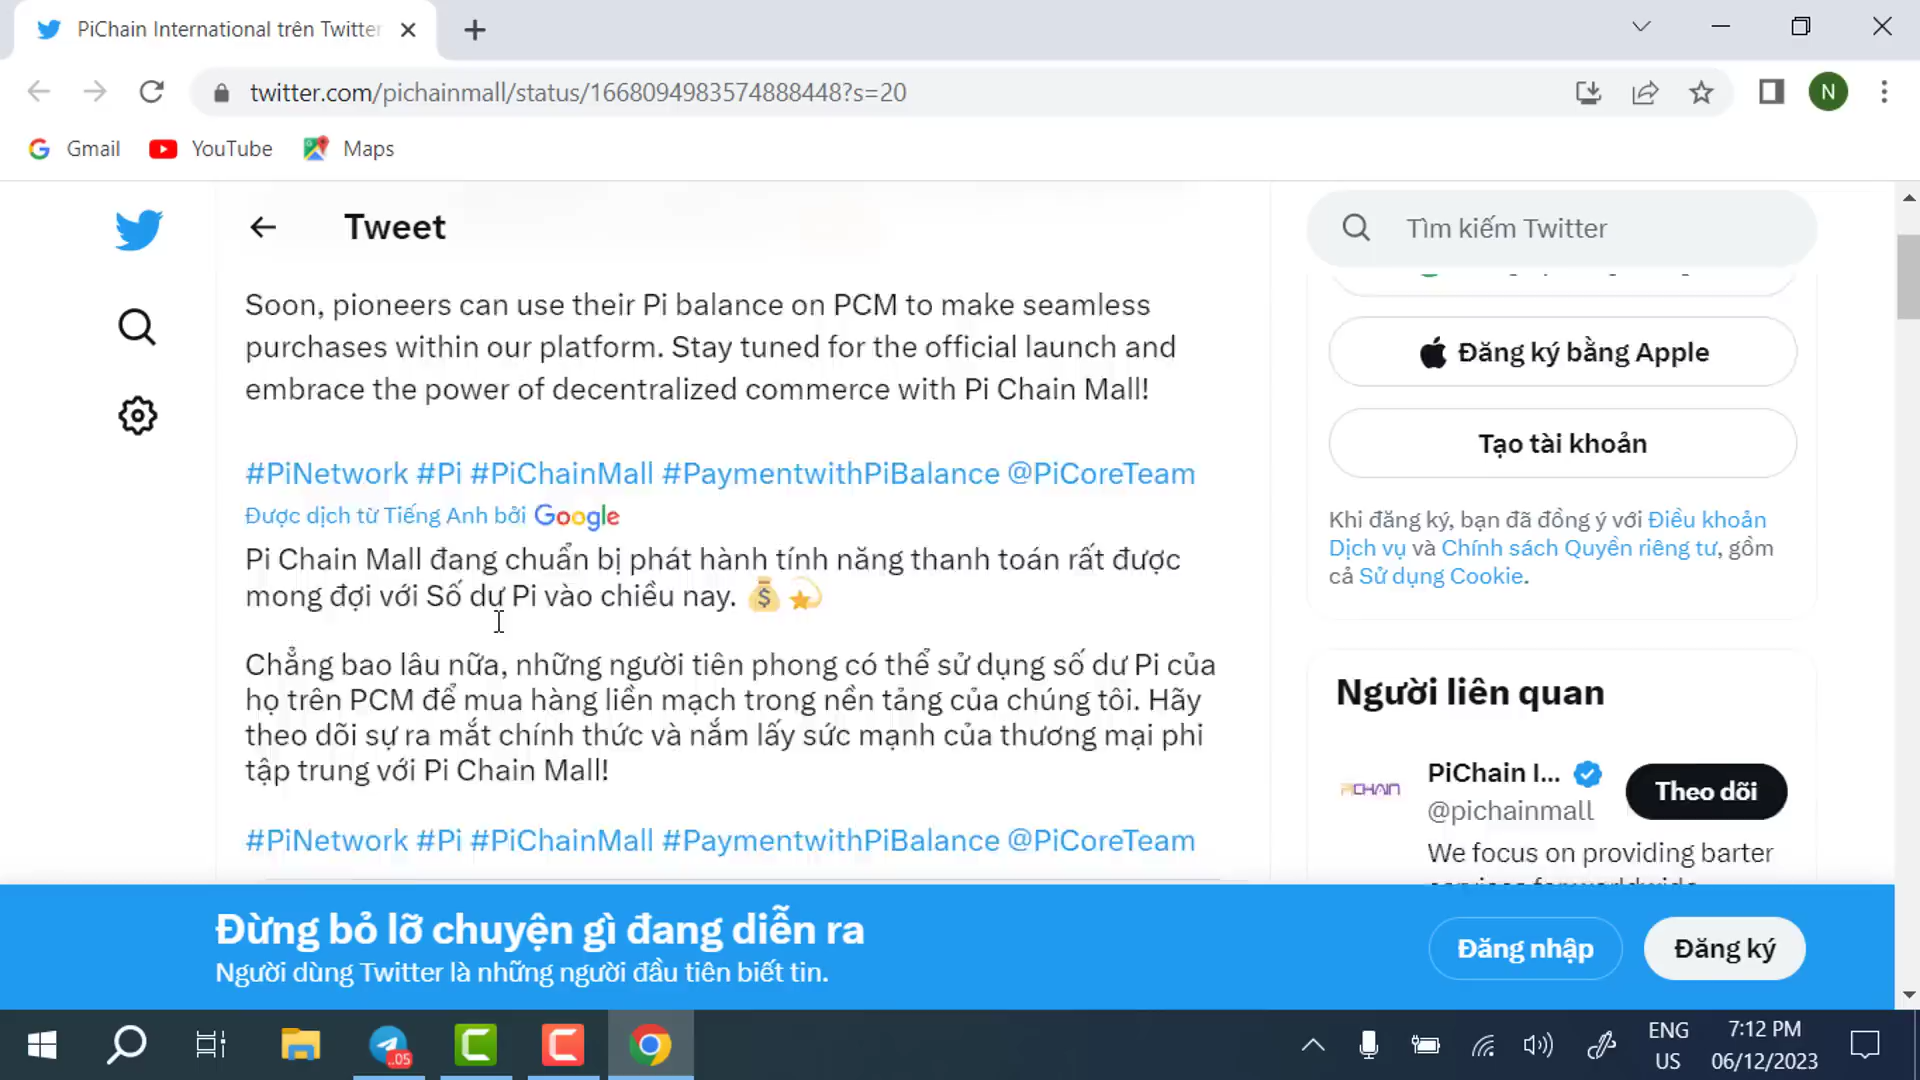 PiChain International trên Twitter
twitter.com/pichainmall/status/1668094983574888448?s=20
N
Gmail
YouTube
Maps
Tweet
Tìm kiếm Twitter
Soon, pioneers can use their Pi balance on PCM to make seamless
purchases within our platform. Stay tuned for the official launch and
embrace the power of decentralized commerce with Pi Chain Mall!
#PiNetwork #Pi #PiChainMall #PaymentwithPiBalance @PiCoreTeam
Được dịch từ Tiếng Anh bởi Google
Pi Chain Mall đang chuẩn bị phát hành tính năng thanh toán rất được
mong đợi với Số dư Pi vào chiều nay.
Chẳng bao lâu nữa, những người tiên phong có thể sử dụng số dư Pi của
họ trên PCM để mua hàng liền mạch trong nền tảng của chúng tôi. Hãy
theo dõi sự ra mắt chính thức và nắm lấy sức mạnh của thương mại phi
tập trung với Pi Chain Mall!
#PiNetwork #Pi #PiChainMall #PaymentwithPiBalance @PiCoreTeam
Đăng ký bằng Apple
Tạo tài khoản
Khi đăng ký, bạn đã đồng ý với Điều khoản
Dịch vụ và Chính sách Quyền riêng tư, gồm
cả Sử dụng Cookie.
Người liên quan
PICHAIN
PiChain I...
@pichainmall
Theo dõi
We focus on providing barter
Đừng bỏ lỡ chuyện gì đang diễn ra
Người dùng Twitter là những người đầu tiên biết tin.
Đăng nhập
Đăng ký
..05
ENG
US
7:12 PM
06/12/2023